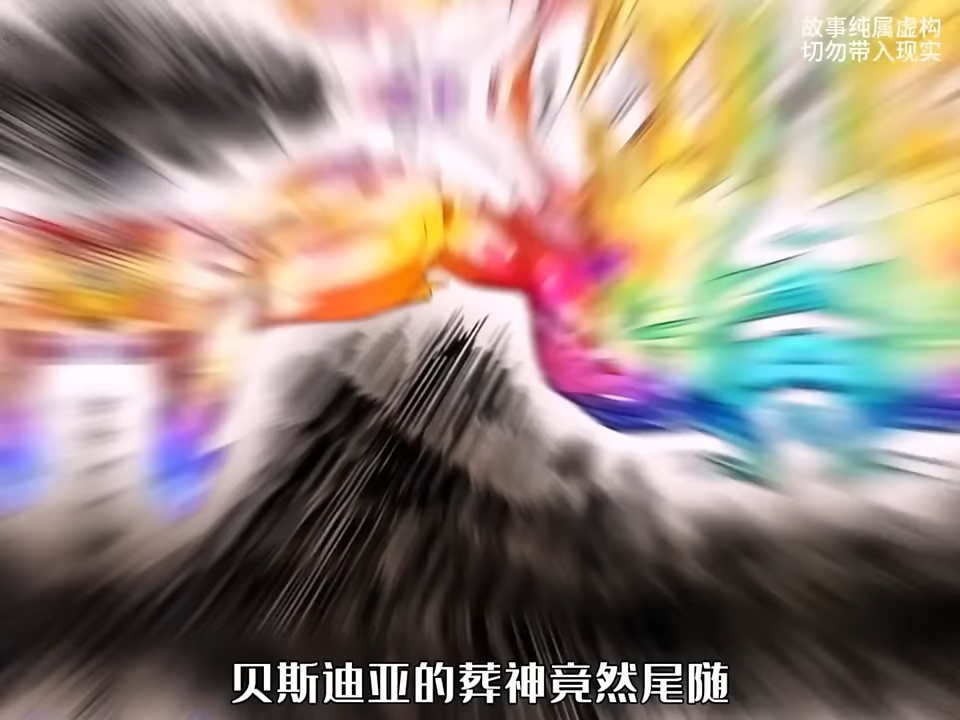 故事纯属虚构
切勿带入现实
贝斯迪亚的葬神竟然尾随